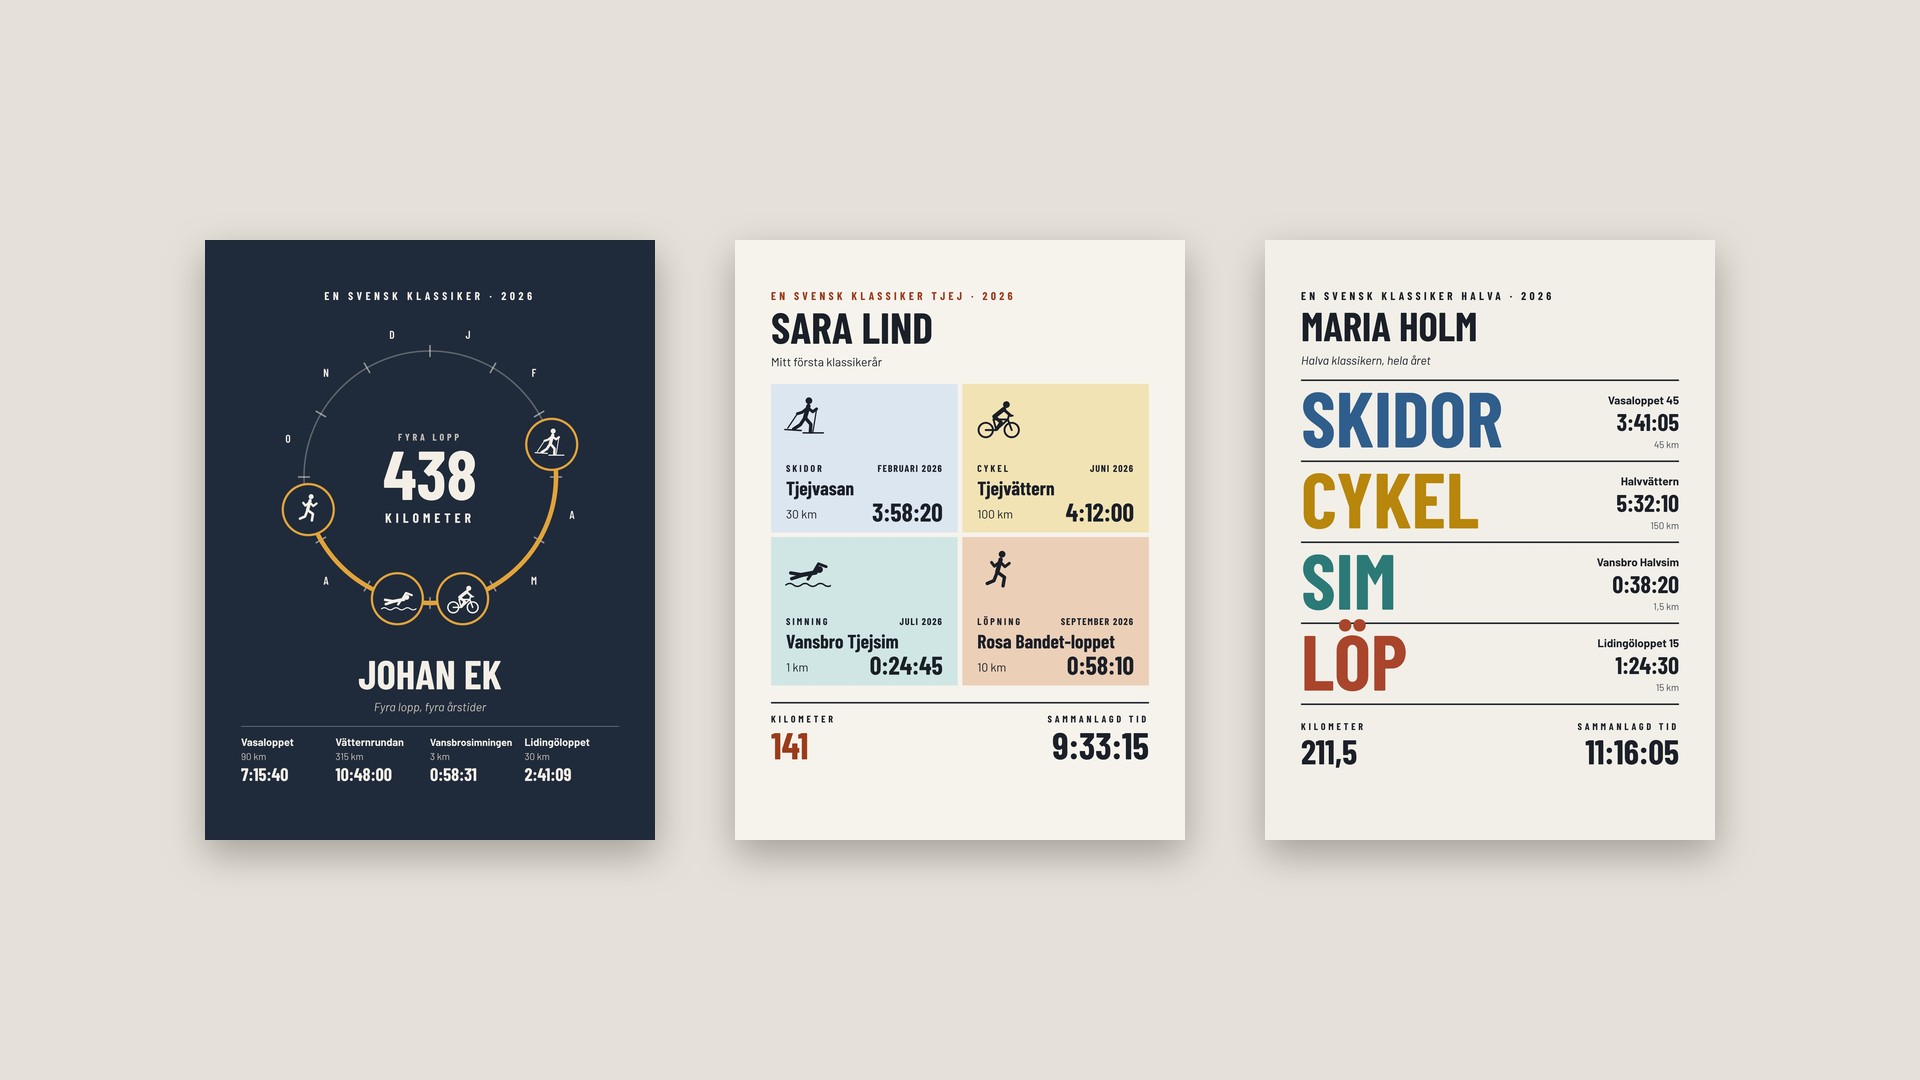 EN SVENSK KLASSIKER · 2026
D J
N F
O
FYRA LOPP
438
KILOMETER
A
A M
JOHAN EK
Fyra lopp, fyra årstider
Vasaloppet Vätternrundan Vansbrosimningen Lidingöloppet
90 km 315 km 3 km 30 km
7:15:40 10:48:00 0:58:31 2:41:09
EN SVENSK KLASSIKER TJEJ · 2026
SARA LIND
Mitt första klassikerår
SKIDOR FEBRUARI 2026
Tjejvasan
30 km 3:58:20
CYKEL JUNI 2026
Tjejvättern
100 km 4:12:00
SIMNING JULI 2026
Vansbro Tjejsim
1 km 0:24:45
LÖPNING SEPTEMBER 2026
Rosa Bandet-loppet
10 km 0:58:10
KILOMETER SAMMANLAGD TID
141 9:33:15
EN SVENSK KLASSIKER HALVA · 2026
MARIA HOLM
Halva klassikern, hela året
SKIDOR
Vasaloppet 45
3:41:05
45 km
CYKEL
Halvvättern
5:32:10
150 km
SIM
Vansbro Halvsim
0:38:20
1,5 km
LÖP
Lidingöloppet 15
1:24:30
15 km
KILOMETER SAMMANLAGD TID
211,5 11:16:05